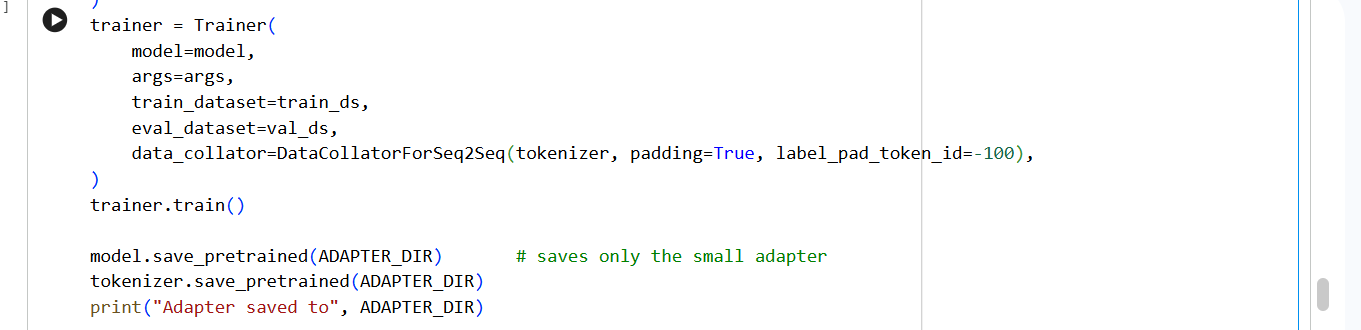 ]
)
trainer = Trainer(
    model=model,
    args=args,
    train_dataset=train_ds,
    eval_dataset=val_ds,
    data_collator=DataCollatorForSeq2Seq(tokenizer, padding=True, label_pad_token_id=-100),
)
trainer.train()

model.save_pretrained(ADAPTER_DIR)       # saves only the small adapter
tokenizer.save_pretrained(ADAPTER_DIR)
print("Adapter saved to", ADAPTER_DIR)